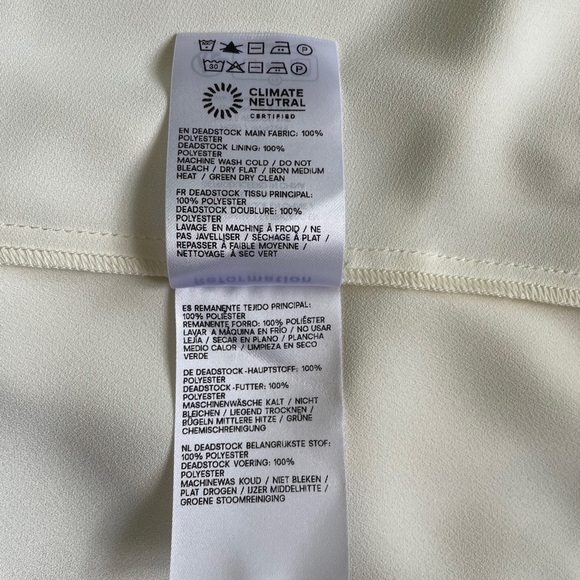 30
CLIMATE
NEUTRAL
CERTIFIED
EN DEADSTOCK MAIN FABRIC: 100%
POLYESTER
DEADSTOCK LINING: 100%
POLYESTER
MACHINE WASH COLD / DO NOT
BLEACH / DRY FLAT / IRON MEDIUM
HEAT / GREEN DRY CLEAN
FR DEADSTOCK TISSU PRINCIPAL:
100% POLYESTER
DEADSTOCK DOUBLURE: 100%
POLYESTER
LAVAGE EN MACHINE À FROID / NE
PAS JAVELLISER / SÉCHAGE À PLAT /
REPASSER À FAIBLE MOYENNE /
NETTOYAGE À SEC VERT
Reformation
ES REMANENTE TEJIDO PRINCIPAL:
100% POLIÉSTER
REMANENTE FORRO: 100% POLIÉSTER
LAVAR A MÁQUINA EN FRÍO / NO USAR
LEJÍA / SECAR EN PLANO / PLANCHA
MEDIO CALOR / LIMPIEZA EN SECO
VERDE
DE DEADSTOCK-HAUPTSTOFF: 100%
POLYESTER
DEADSTOCK-FUTTER: 100%
POLYESTER
MASCHINENWÄSCHE KALT / NICHT
BLEICHEN / LIEGEND TROCKNEN /
BÜGELN MITTLERE HITZE / GRÜNE
CHEMISCHREINIGUNG
NL DEADSTOCK BELANGRIJKSTE STOF:
100% POLYESTER
DEADSTOCK VOERING: 100%
POLYESTER
MACHINEWAS KOUD / NIET BLEKEN /
PLAT DROGEN / IJZER MIDDELHITTE /
GROENE STOOMREINIGING